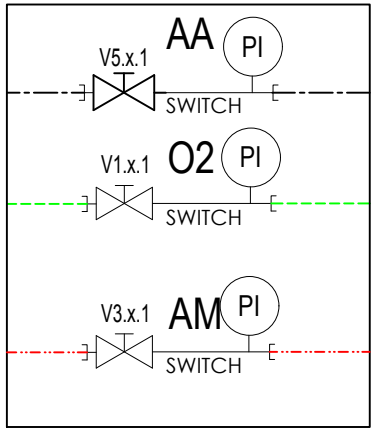 AA
PI
V5.x.1
SWITCH
O2
PI
V1.x.1
SWITCH
AM
PI
V3.x.1
SWITCH